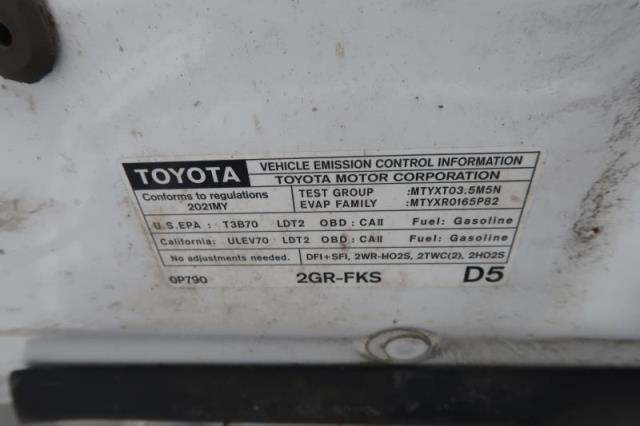 TOYOTA
VEHICLE EMISSION CONTROL INFORMATION
TOYOTA MOTOR CORPORATION
Conforms to regulations
2021MY
TEST GROUP :MTYXT03.5M5N
EVAP FAMILY :MTYXR0165P82
U.S.EPA : T3B70 LDT2 OBD : CAII Fuel: Gasoline
California: ULEV70 LDT2 OBD : CAII Fuel: Gasoline
No adjustments needed. DFI+SFI, 2WR-HO2S, 2TWC(2), 2HO2S
0P790 2GR-FKS D5